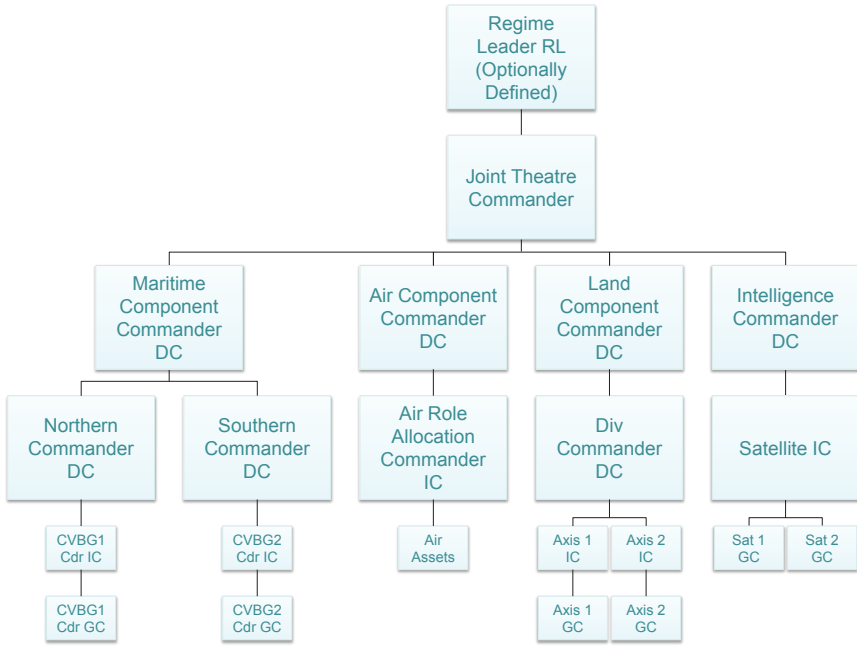 Regime
Leader RL
(Optionally
Defined)
Joint Theatre
Commander
Maritime
Component
Commander
DC
Air Component
Commander
DC
Land
Component
Commander
DC
Intelligence
Commander
DC
Northern
Commander
DC
Southern
Commander
DC
Air Role
Allocation
Commander
IC
Div
Commander
DC
Satellite IC
CVBG1
Cdr IC
CVBG2
Cdr IC
Air
Assets
Axis 1
IC
Axis 2
IC
Sat 1
GC
Sat 2
GC
CVBG1
Cdr GC
CVBG2
Cdr GC
Axis 1
GC
Axis 2
GC